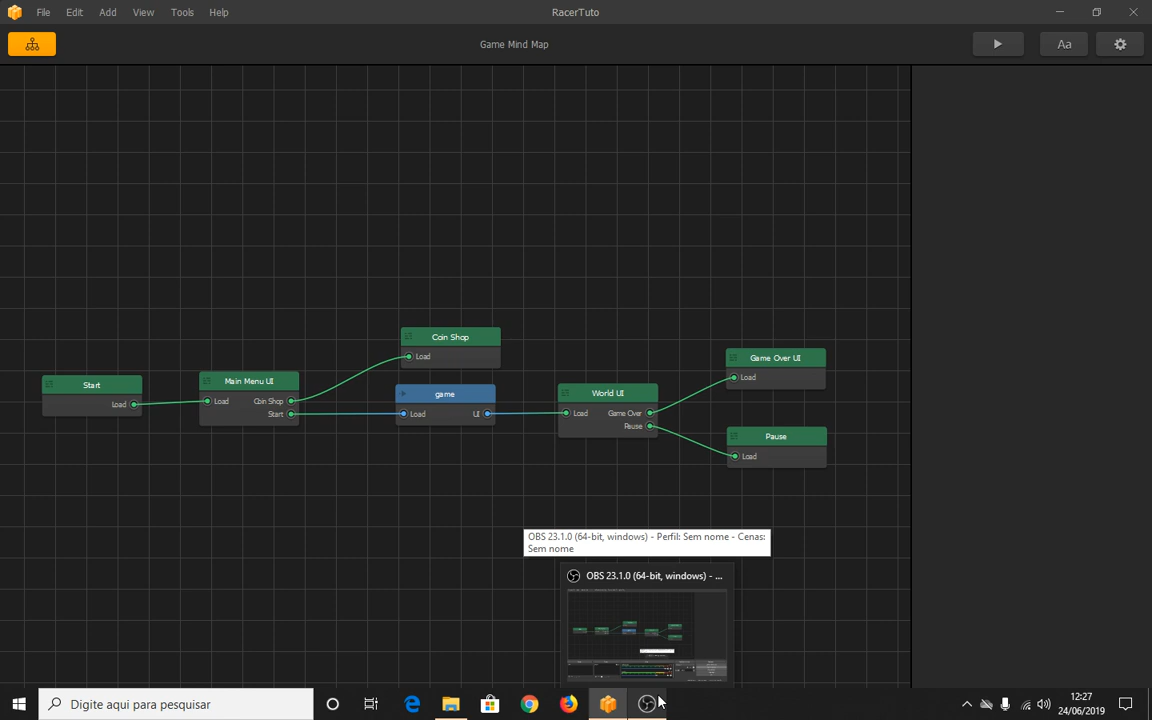 File Edit View Add Tools Help
RacerTuto
Game Mind Map
Aa
Coin Shop
Load
Start
Load
Main Menu UI
Load Coin Shop
Start
game
Load UI
World UI
Load Game Over
Pause
Game Over UI
Load
Pause
Load
OBS 23.1.0 (64-bit, windows) - Perfil: Sem nome - Cenas:
Sem nome
OBS 23.1.0 (64-bit, windows) - ...
Digite aqui para pesquisar
12:27
24/06/2019